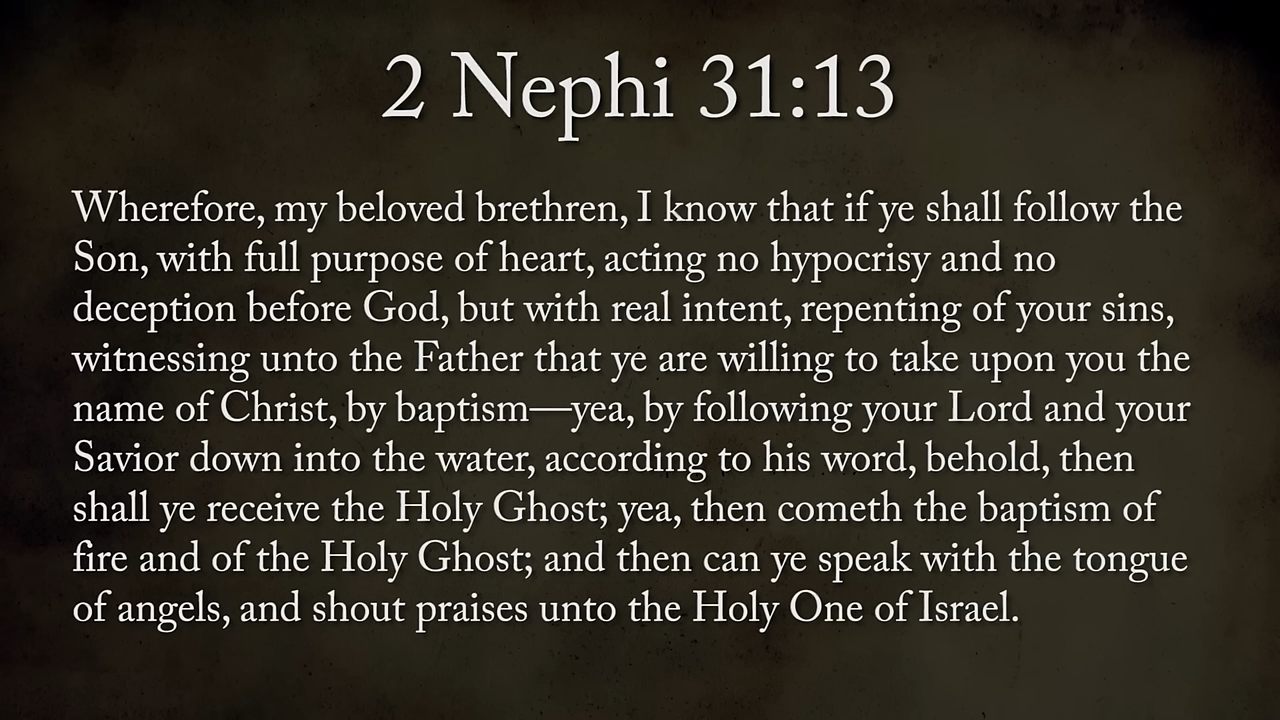 2 Nephi 31:13
Wherefore, my beloved brethren, I know that if ye shall follow the
Son, with full purpose of heart, acting no hypocrisy and no
deception before God, but with real intent, repenting of your sins,
witnessing unto the Father that ye are willing to take upon you the
name of Christ, by baptism—yea, by following your Lord and your
Savior down into the water, according to his word, behold, then
shall ye receive the Holy Ghost; yea, then cometh the baptism of
fire and of the Holy Ghost; and then can ye speak with the tongue
of angels, and shout praises unto the Holy One of Israel.